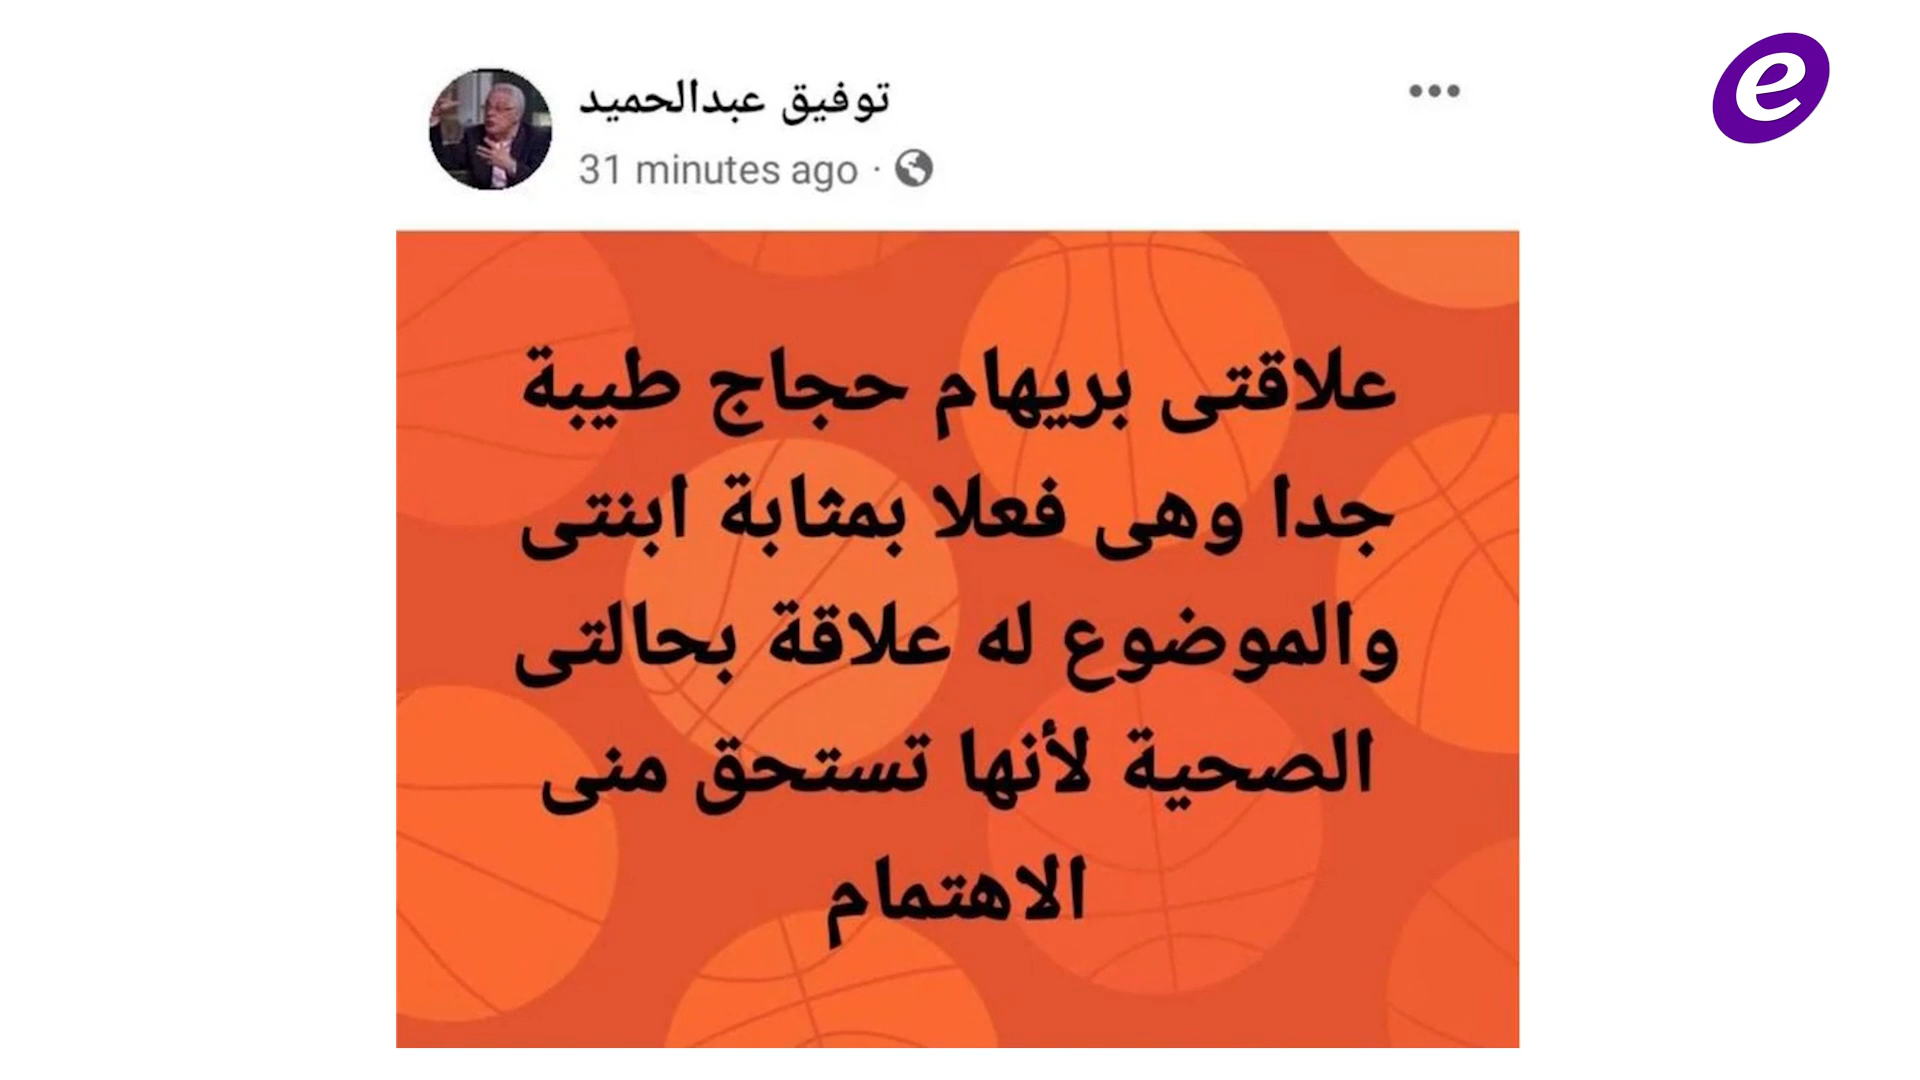 توفيق عبدالحميد
31 minutes ago ·
علاقتى بريهام حجاج طيبة
جدا وهى فعلا بمثابة ابنتى
والموضوع له علاقة بحالتى
الصحية لأنها تستحق منى
الاهتمام
e